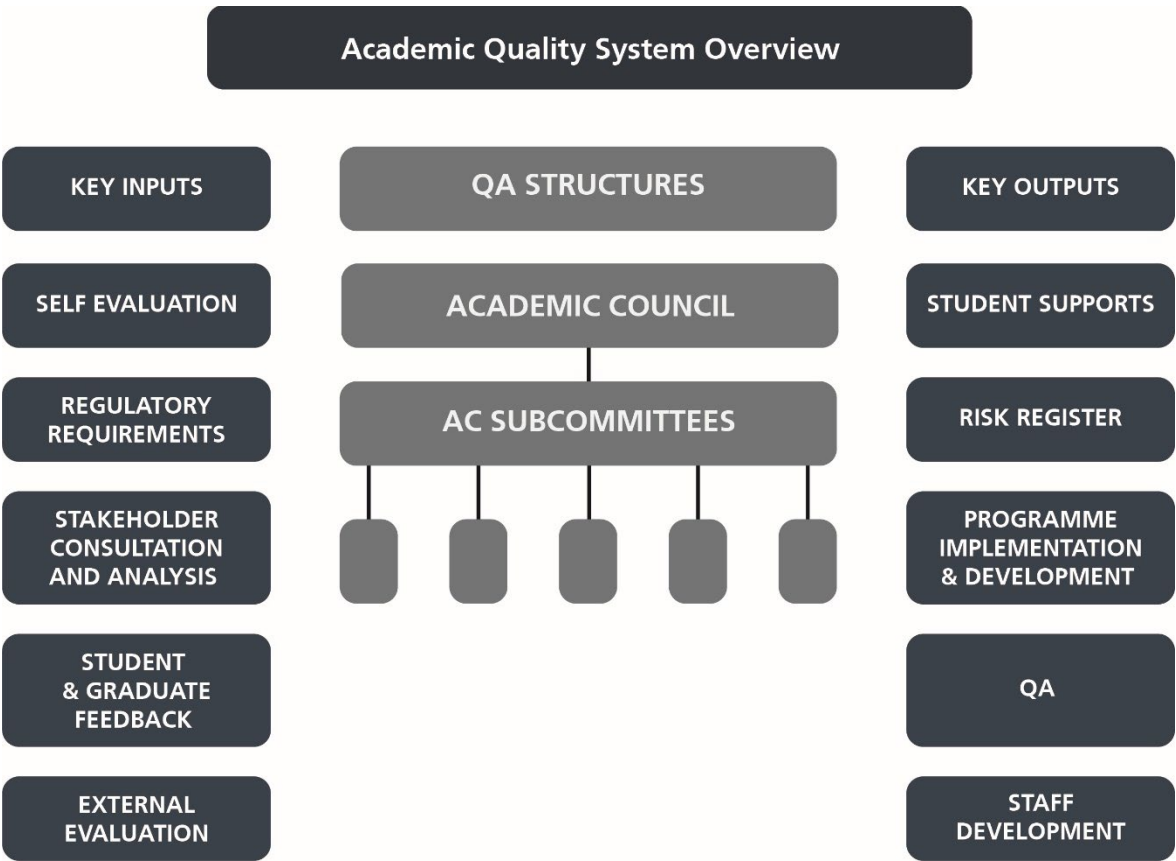 Academic Quality System Overview
KEY INPUTS
SELF EVALUATION
REGULATORY
REQUIREMENTS
STAKEHOLDER
CONSULTATION
AND ANALYSIS
STUDENT
& GRADUATE
FEEDBACK
EXTERNAL
EVALUATION
QA STRUCTURES
ACADEMIC COUNCIL
AC SUBCOMMITTEES
KEY OUTPUTS
STUDENT SUPPORTS
RISK REGISTER
PROGRAMME
IMPLEMENTATION
& DEVELOPMENT
QA
STAFF
DEVELOPMENT